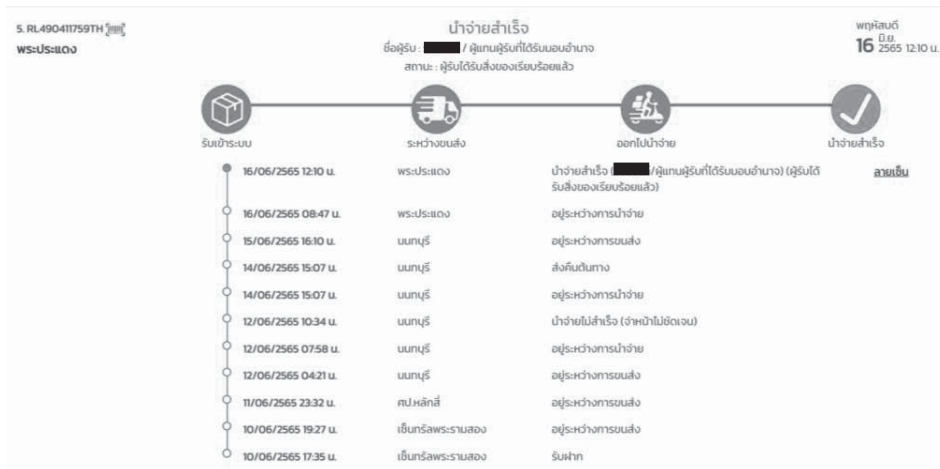 5. RL490411759TH
พระประแดง
นำจ่ายสำเร็จ
ชื่อผู้รับ : / ผู้แทนผู้รับที่ได้รับมอบอำนาจ
สถานะ : ผู้รับได้รับสิ่งของเรียบร้อยแล้ว
พฤหัสบดี
16 มิ.ย. 2565 12:10 น.
รับเข้าระบบ ระหว่างขนส่ง ออกไปนำจ่าย นำจ่ายสำเร็จ
16/06/2565 12:10 น. พระประแดง นำจ่ายสำเร็จ ( /ผู้แทนผู้รับที่ได้รับมอบอำนาจ) (ผู้รับได้ ลายเซ็น
รับสิ่งของเรียบร้อยแล้ว)
16/06/2565 08:47 น. พระประแดง อยู่ระหว่างการนำจ่าย
15/06/2565 16:10 น. นนทบุรี อยู่ระหว่างการขนส่ง
14/06/2565 15:07 น. นนทบุรี ส่งคืนต้นทาง
14/06/2565 15:07 น. นนทบุรี อยู่ระหว่างการนำจ่าย
12/06/2565 10:34 น. นนทบุรี นำจ่ายไม่สำเร็จ (จ่าหน้าไม่ชัดเจน)
12/06/2565 07:58 น. นนทบุรี อยู่ระหว่างการนำจ่าย
12/06/2565 04:21 น. นนทบุรี อยู่ระหว่างการขนส่ง
11/06/2565 23:32 น. ศป.หลักสี่ อยู่ระหว่างการขนส่ง
10/06/2565 19:27 น. เซ็นทรัลพระรามสอง อยู่ระหว่างการขนส่ง
10/06/2565 17:35 น. เซ็นทรัลพระรามสอง รับฝาก